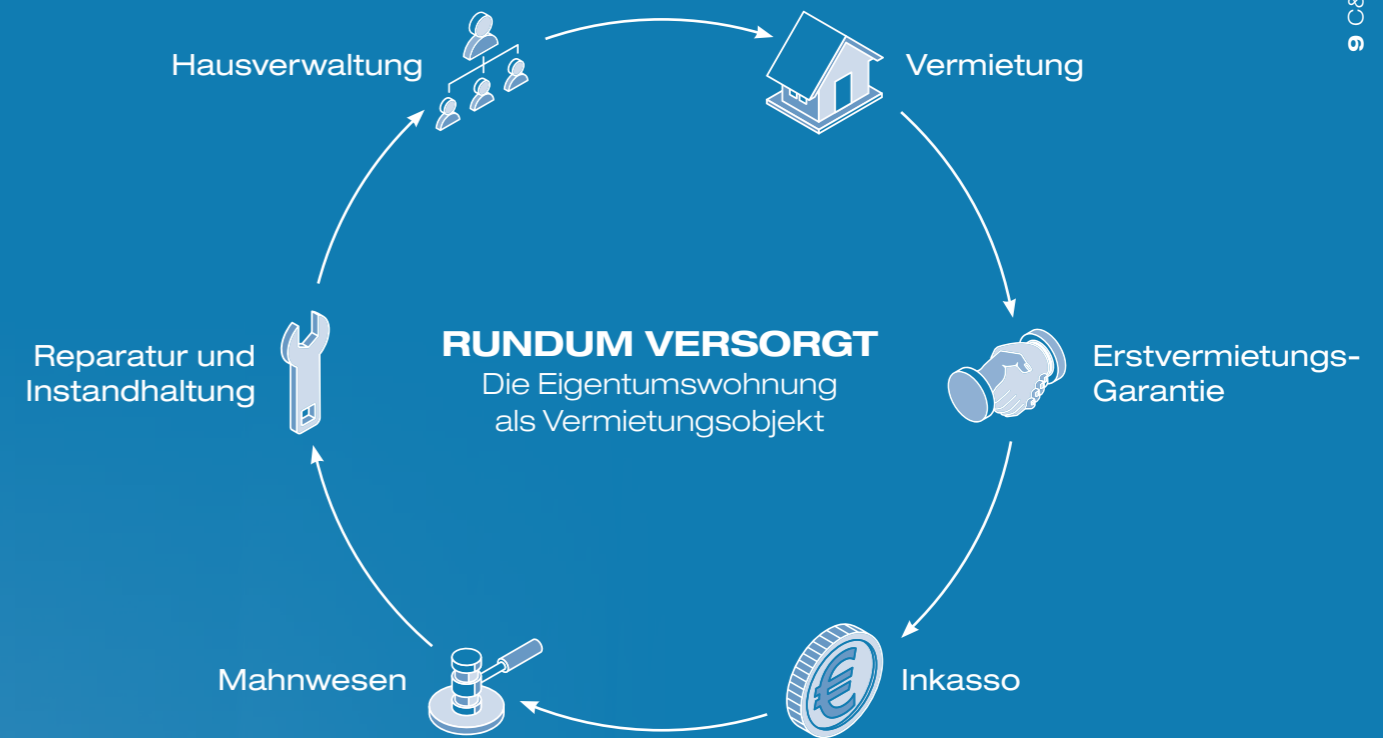 9 C&
Hausverwaltung
Vermietung
Erstvermietungs-
Garantie
Inkasso
Mahnwesen
Reparatur und
Instandhaltung
RUNDUM VERSORGT
Die Eigentumswohnung
als Vermietungsobjekt